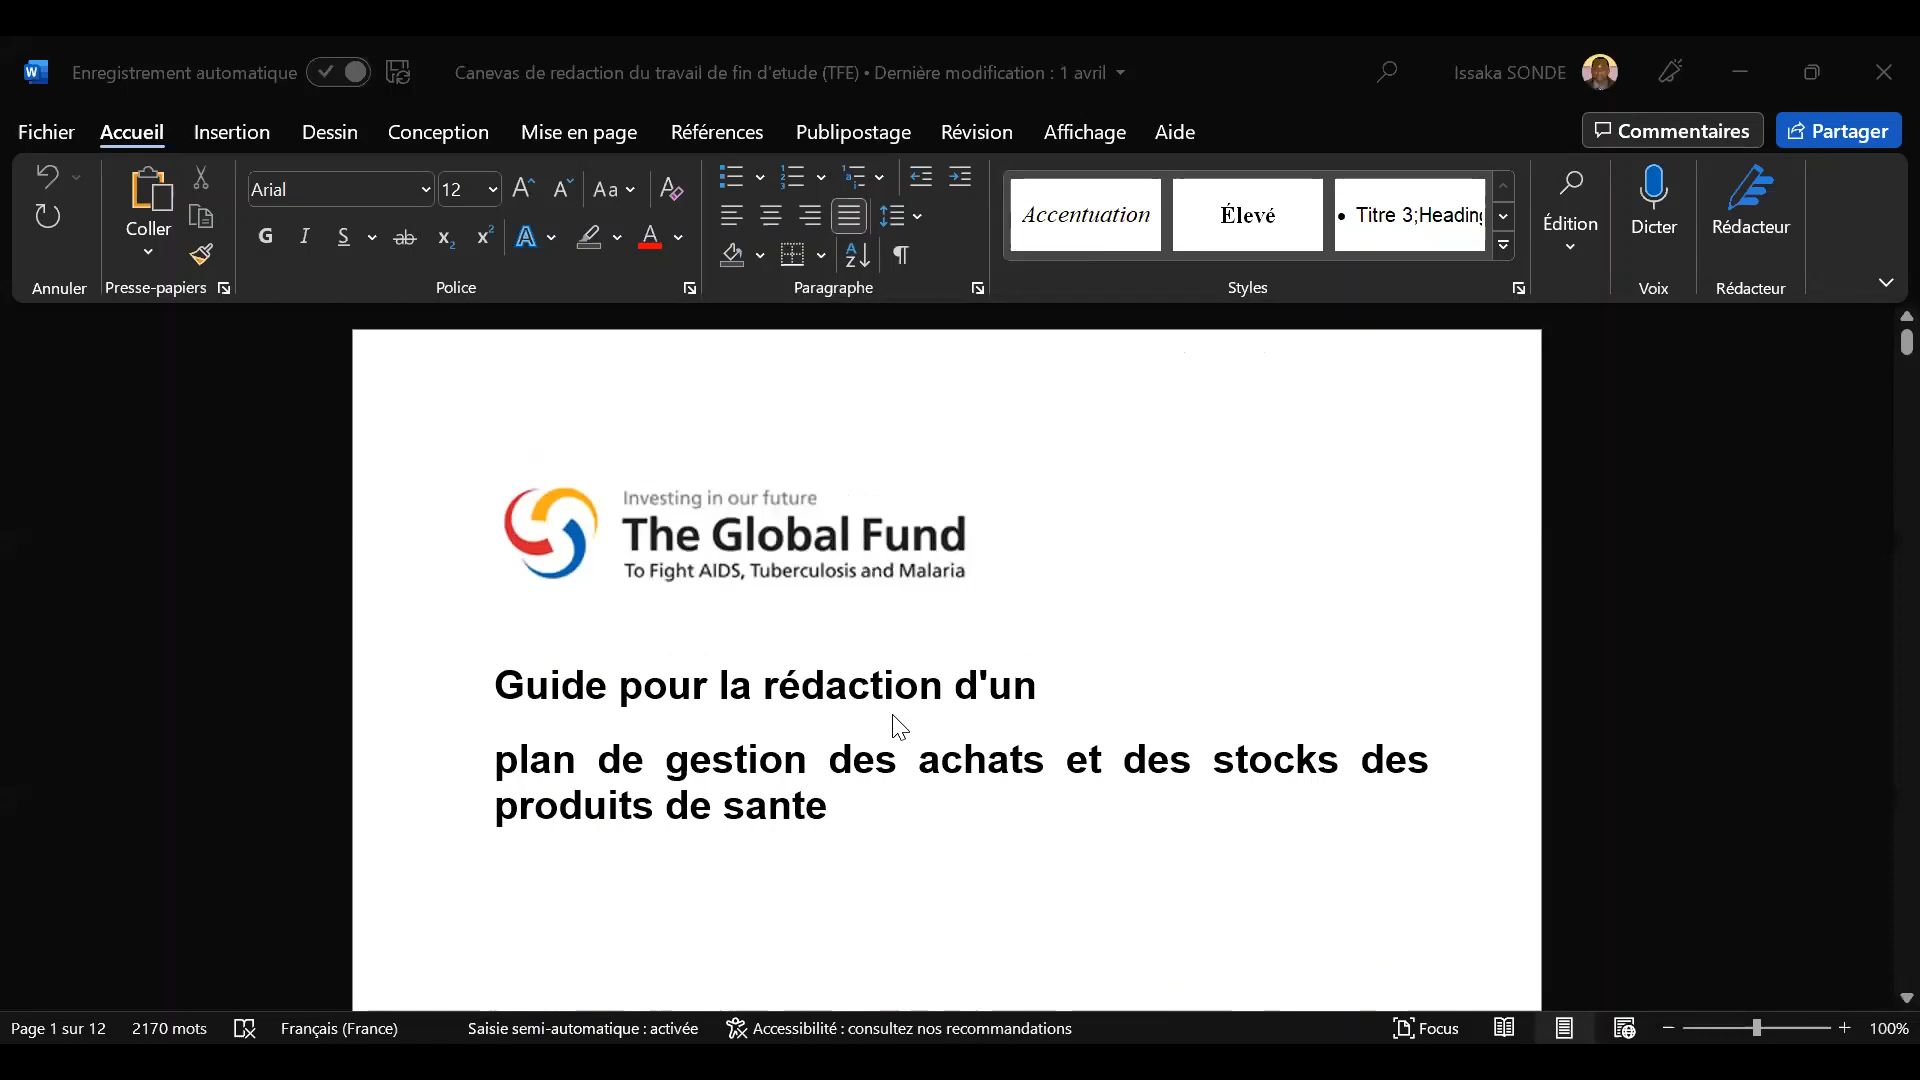 Enregistrement automatique
Canevas de redaction du travail de fin d'etude (TFE) • Dernière modification : 1 avril
Issaka SONDE
Fichier Accueil Insertion Dessin Conception Mise en page Références Publipostage Révision Affichage Aide
Commentaires Partager
Arial 12 Aa
Coller
G I S ab x₂ x² A A
Accentuation Élevé • Titre 3;Heading
Édition Dicter Rédacteur
Annuler Presse-papiers Police Paragraphe Styles Voix Rédacteur
Investing in our future
The Global Fund
To Fight AIDS, Tuberculosis and Malaria
Guide pour la rédaction d'un
plan de gestion des achats et des stocks des
produits de sante
Page 1 sur 12 2170 mots Français (France) Saisie semi-automatique : activée Accessibilité : consultez nos recommandations Focus 100%